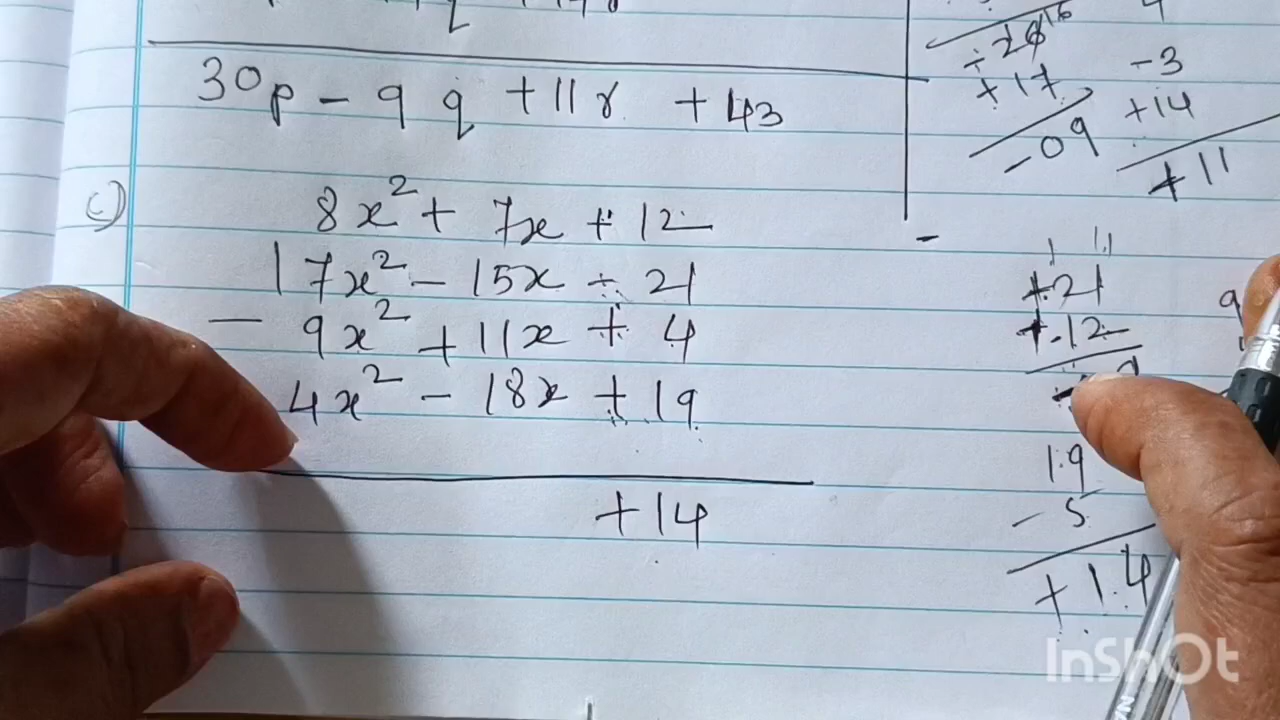 30p - 9q + 11r + 43
c) 8x² + 7x + 12
17x² - 15x - 21
- 9x² + 11x + 4
4x² - 18x + 19
+ 14
+17
- 09
- 3
+14
+ 11
21
12
19
- 5
+ 14
InShOt